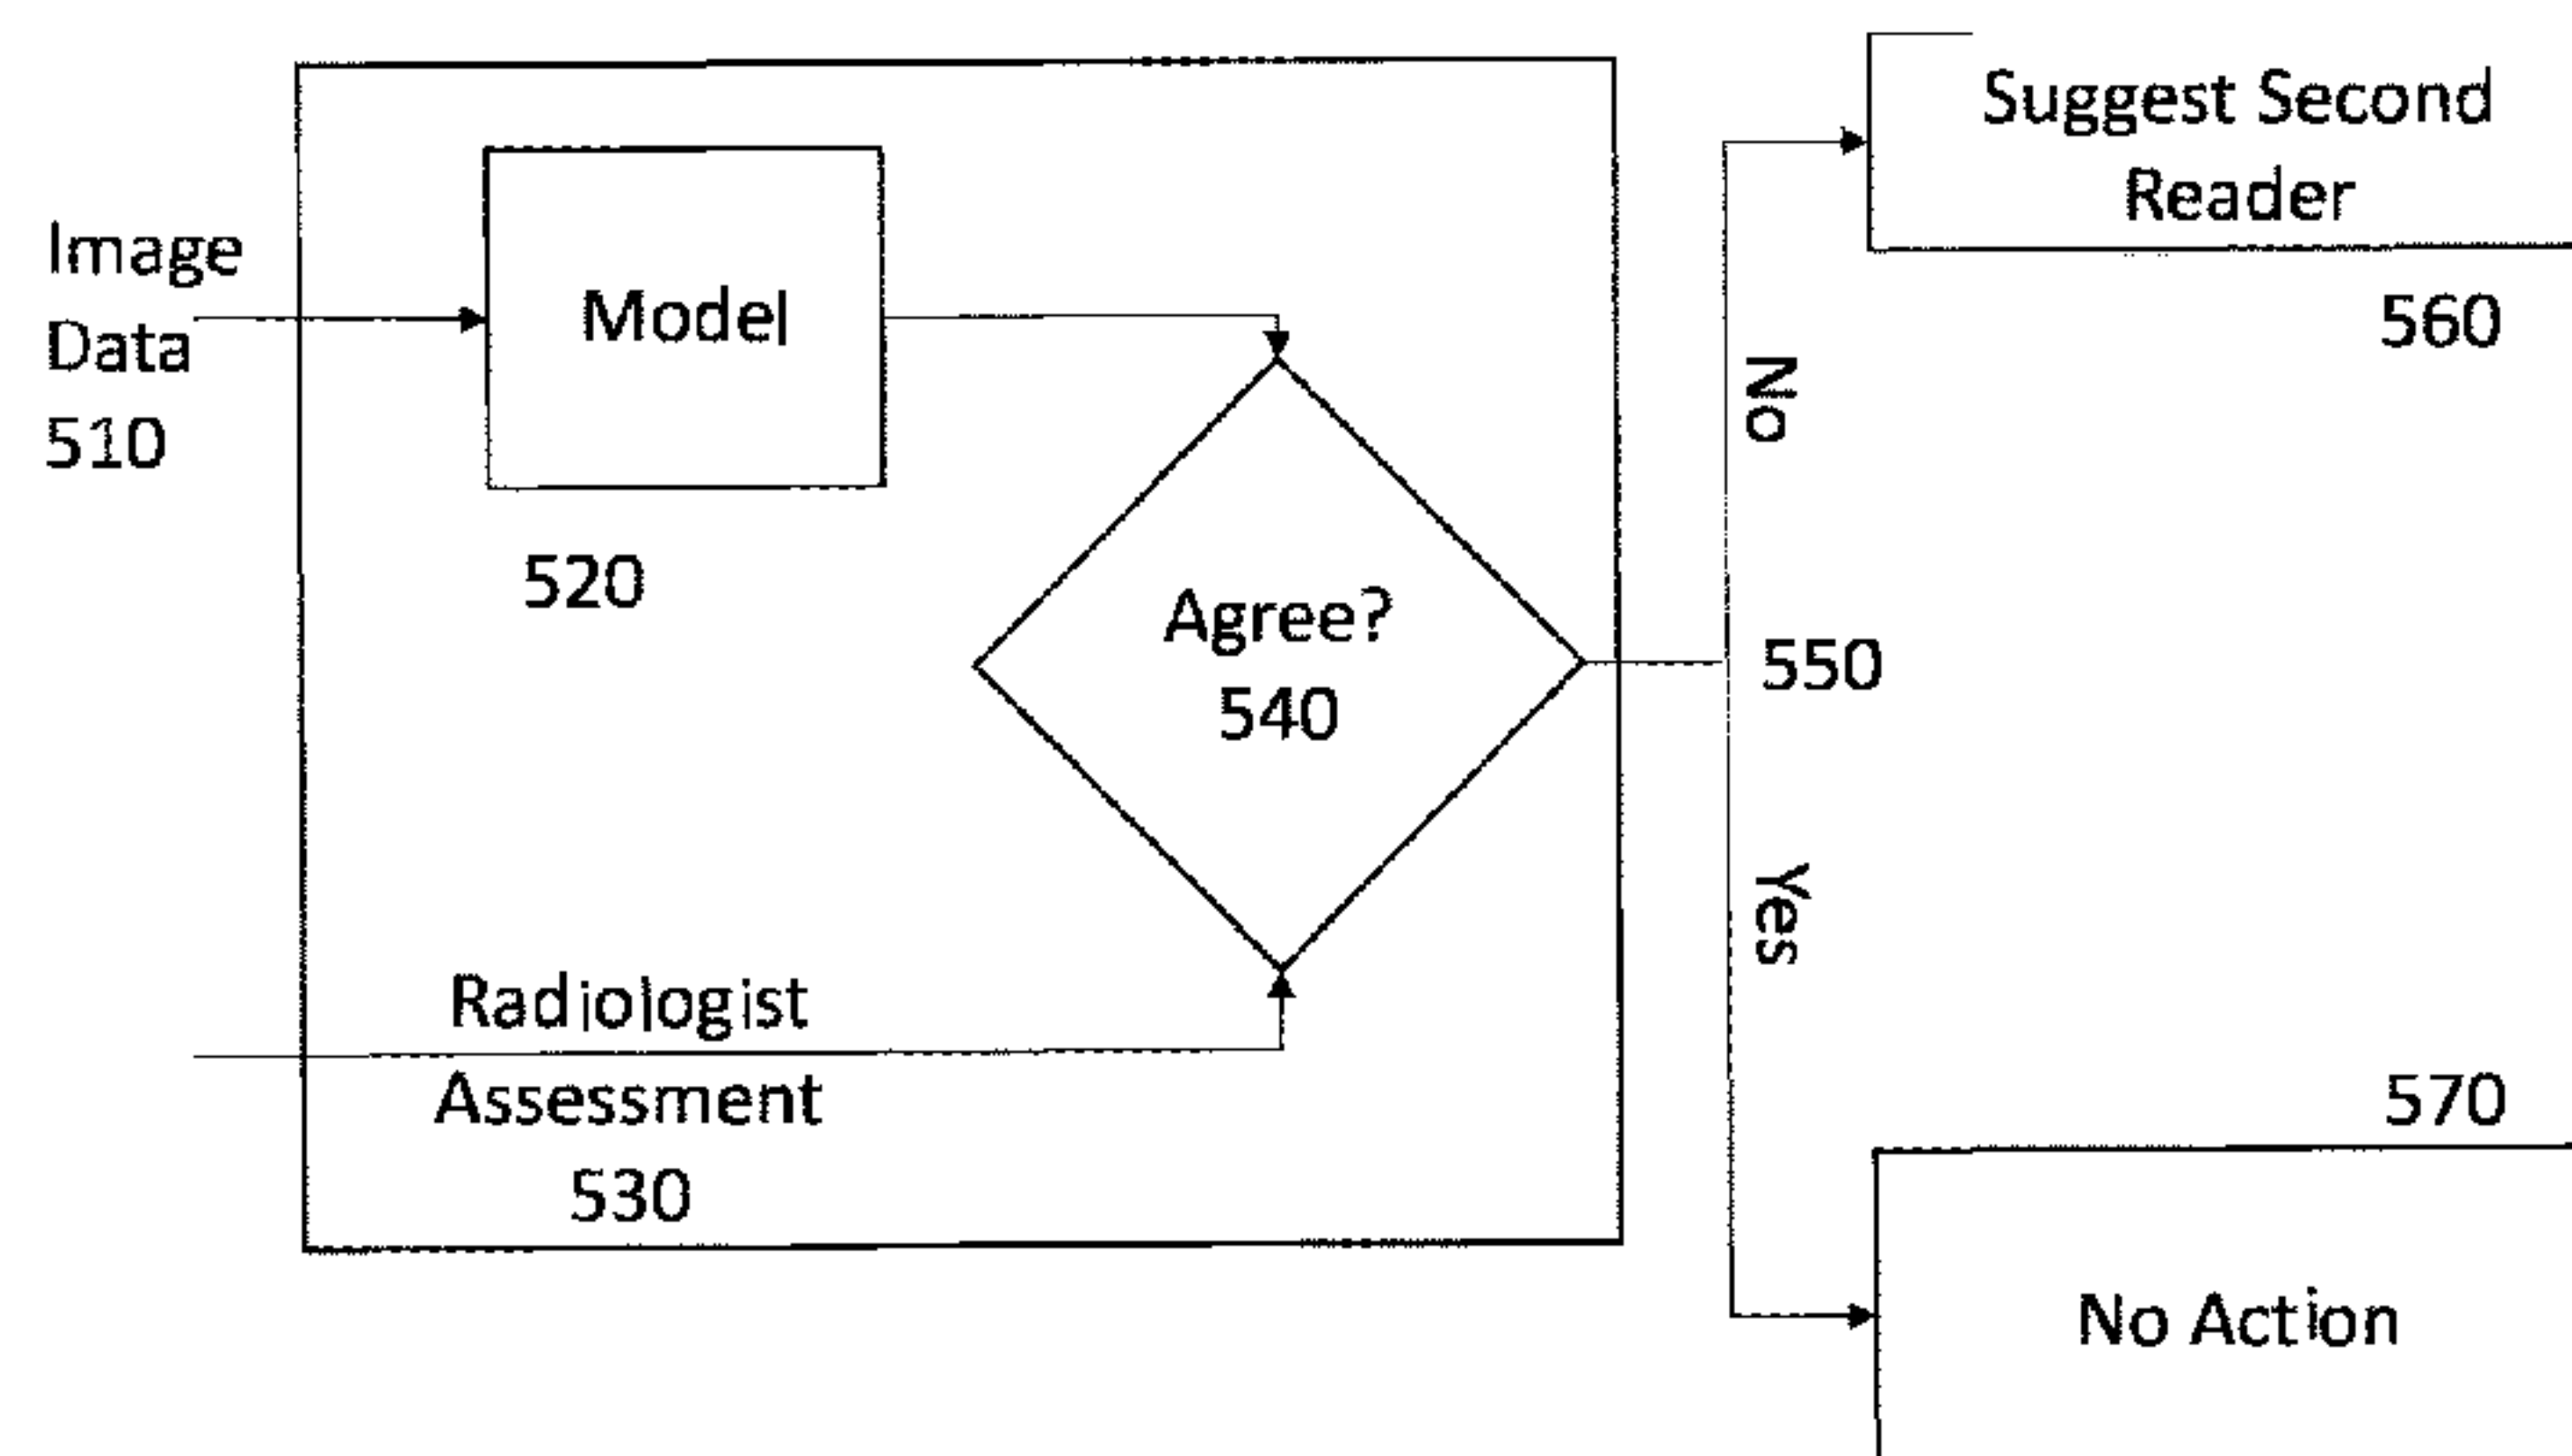 Image
Data
510
Model
520
Agree?
540
Radiologist
Assessment
530
No
550
Yes
Suggest Second
Reader
560
570
No Action